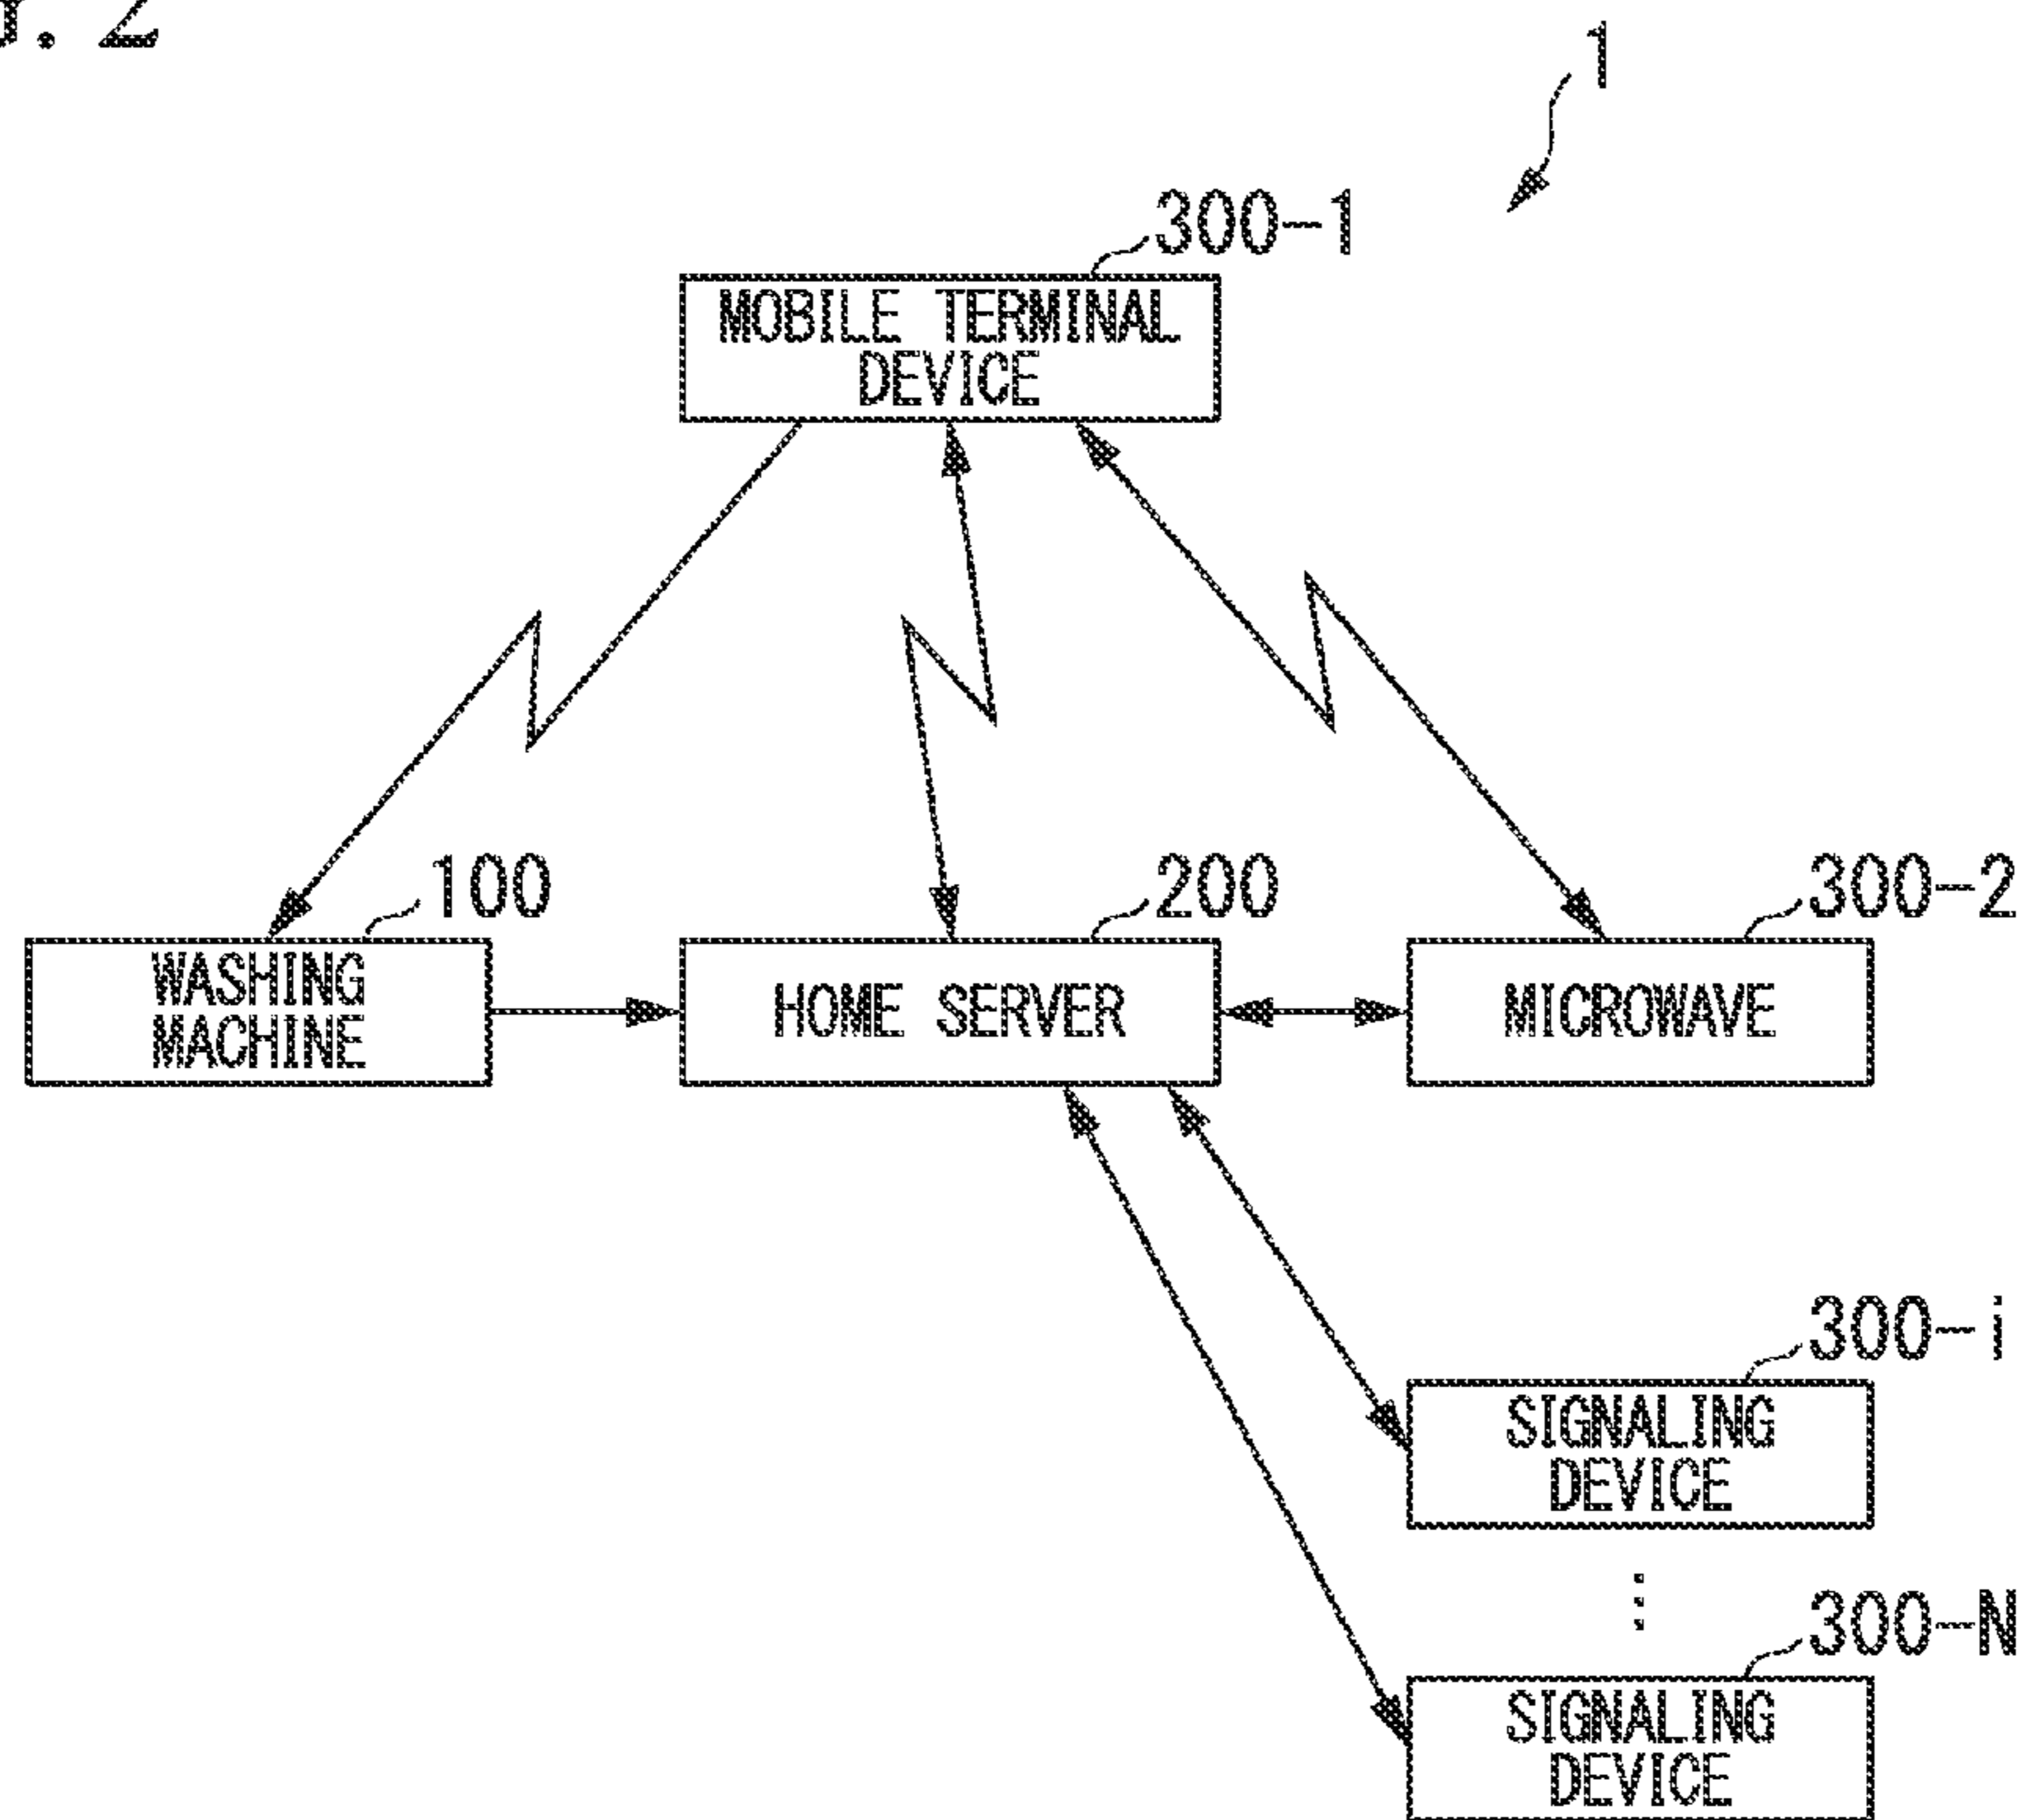 . 2
1
300-1
MOBILE TERMINAL
DEVICE
100
200
300-2
WASHING
MACHINE
HOME SERVER
MICROWAVE
300-i
SIGNALING
DEVICE
300-N
SIGNALING
DEVICE